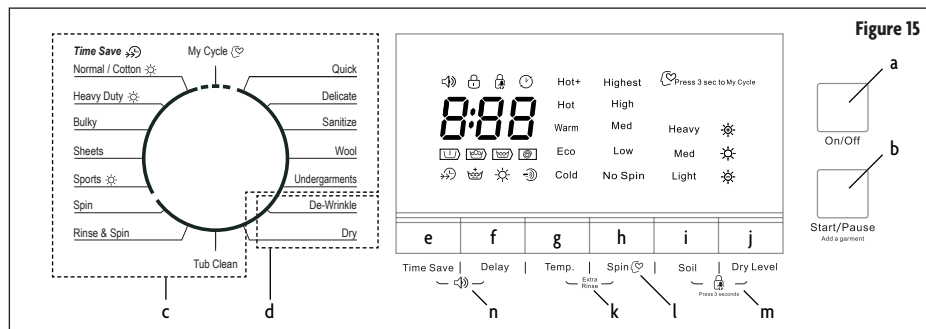 Figure 15
Time Save
My Cycle
Normal / Cotton
Quick
Heavy Duty
Delicate
Bulky
Sanitize
Sheets
Wool
Sports
Undergarments
Spin
De-Wrinkle
Rinse & Spin
Dry
Tub Clean
c
d
8:88
Hot+
Highest
Press 3 sec to My Cycle
Hot
High
Warm
Med
Heavy
Eco
Low
Med
Cold
No Spin
Light
e
f
g
h
i
j
Time Save
Delay
Temp.
Spin
Soil
Dry Level
Extra
Rinse
Press 3 seconds
n
k
l
m
a
On/Off
b
Start/Pause
Add a garment